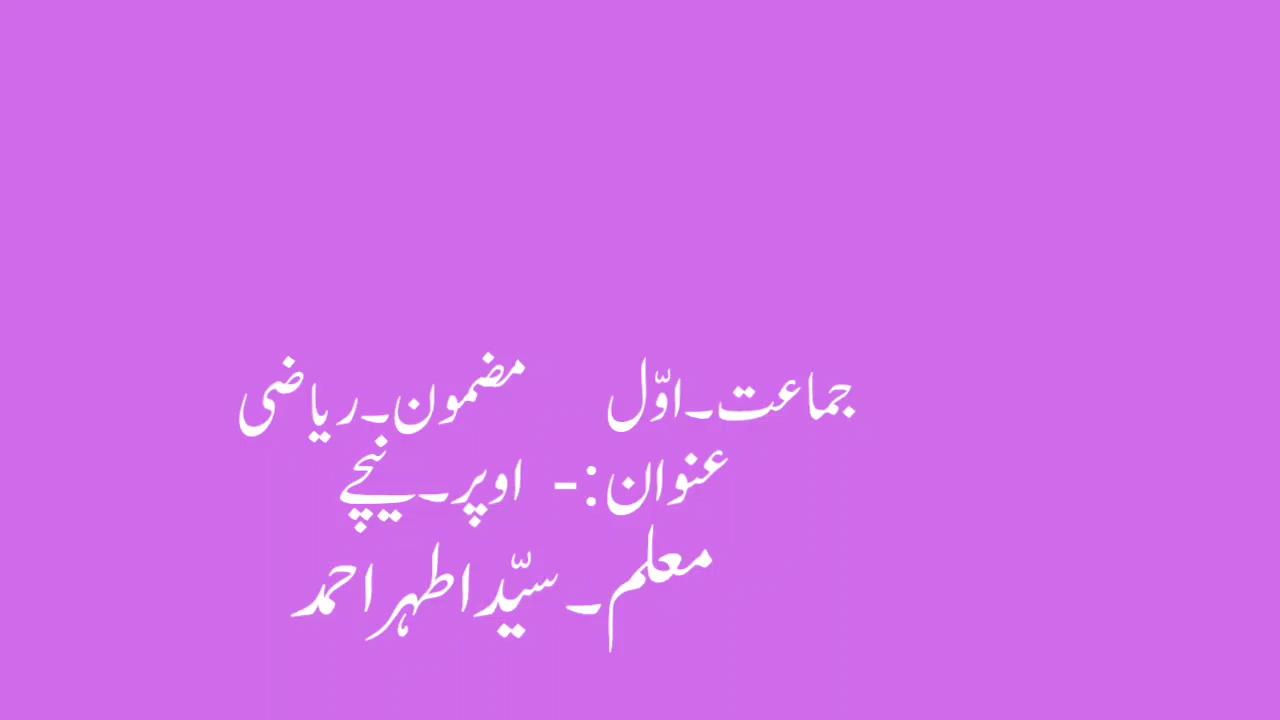 جماعت۔اوّل مضمون۔ریاضی
عنوان:- اوپر۔نیچے
معلم۔سیّد اطہر احمد